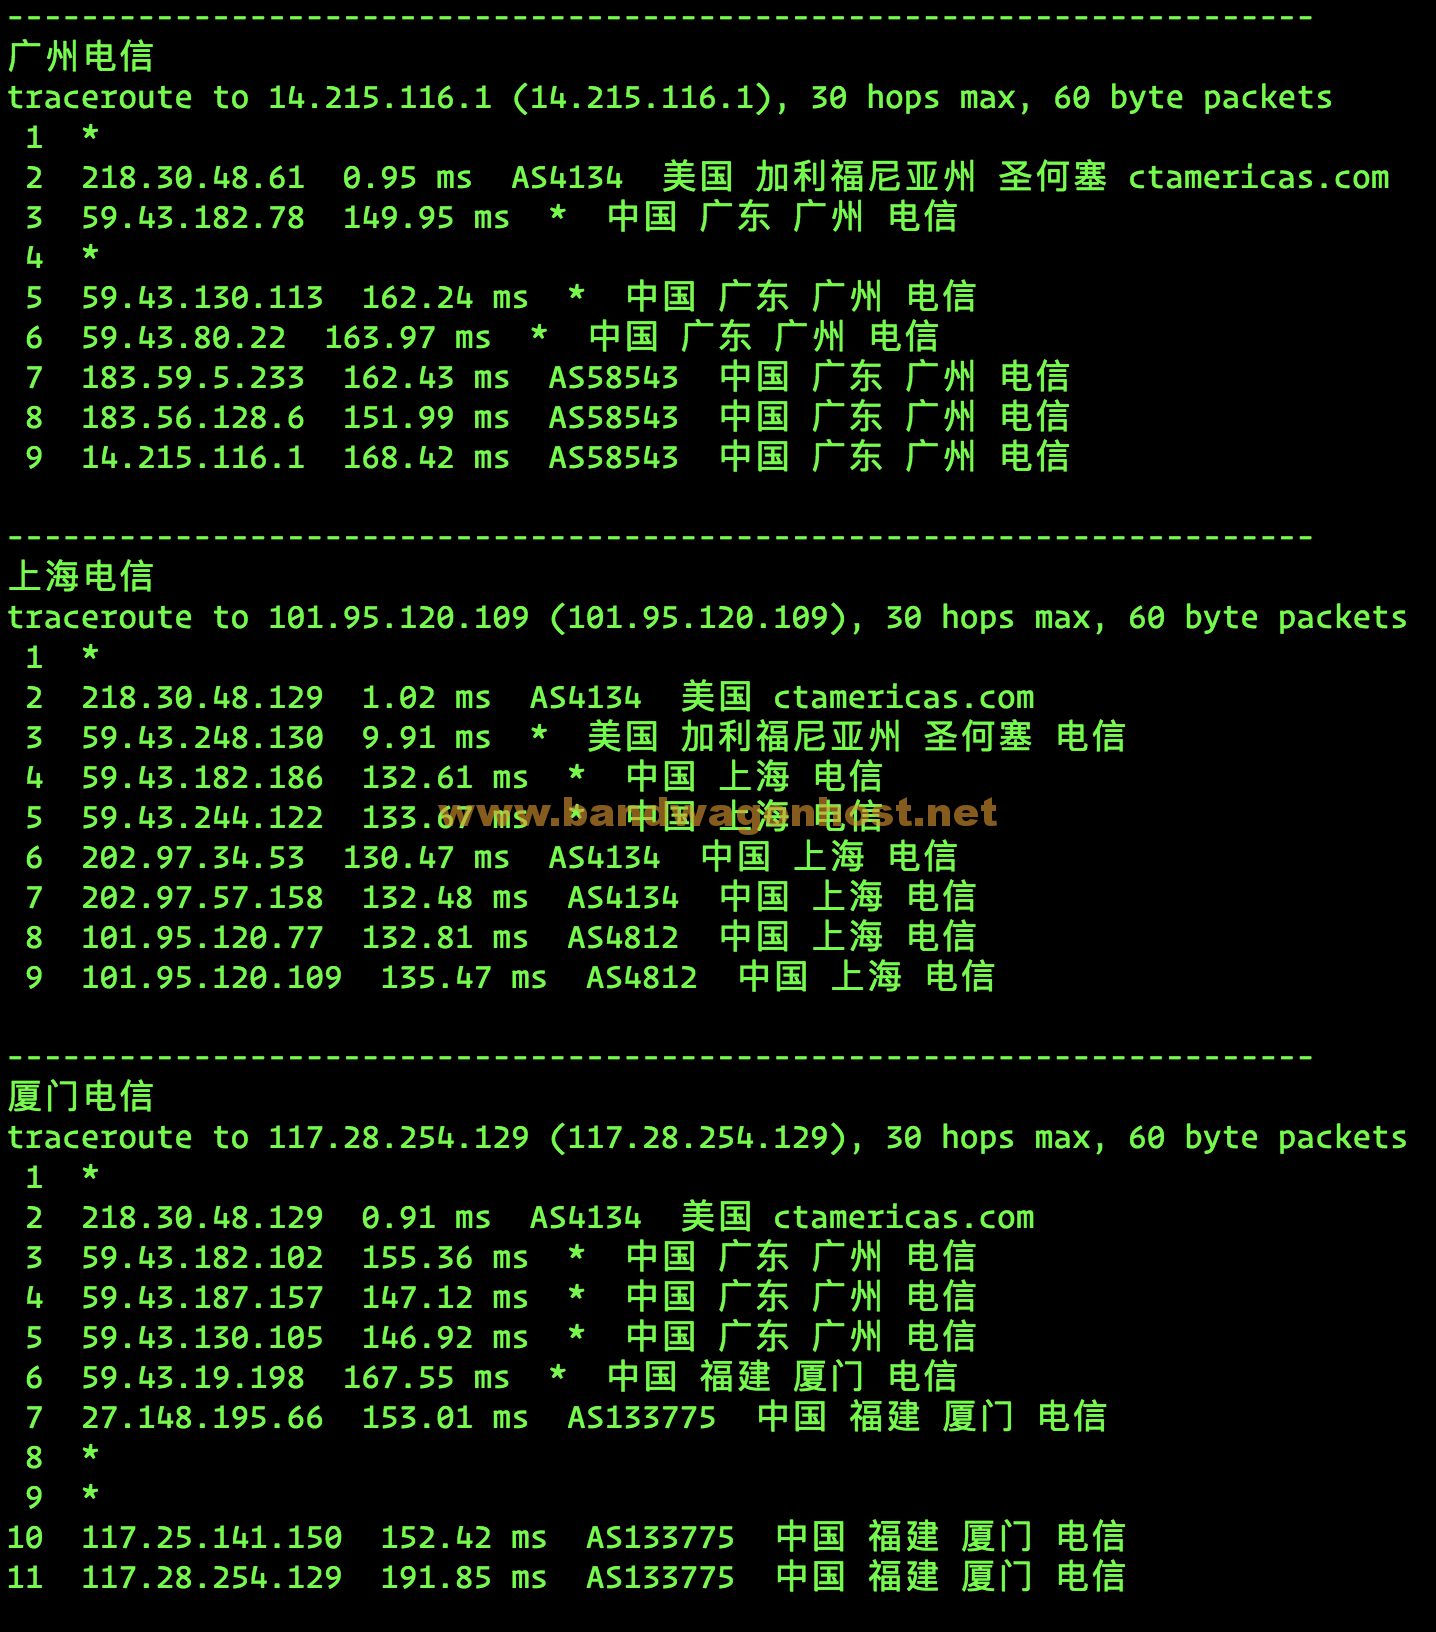 ----------------------------------------------------------------------
广州电信
traceroute to 14.215.116.1 (14.215.116.1), 30 hops max, 60 byte packets
1 *
2 218.30.48.61 0.95 ms AS4134 美国 加利福尼亚州 圣何塞 ctamericas.com
3 59.43.182.78 149.95 ms * 中国 广东 广州 电信
4 *
5 59.43.130.113 162.24 ms * 中国 广东 广州 电信
6 59.43.80.22 163.97 ms * 中国 广东 广州 电信
7 183.59.5.233 162.43 ms AS58543 中国 广东 广州 电信
8 183.56.128.6 151.99 ms AS58543 中国 广东 广州 电信
9 14.215.116.1 168.42 ms AS58543 中国 广东 广州 电信
----------------------------------------------------------------------
上海电信
traceroute to 101.95.120.109 (101.95.120.109), 30 hops max, 60 byte packets
1 *
2 218.30.48.129 1.02 ms AS4134 美国 ctamericas.com
3 59.43.248.130 9.91 ms * 美国 加利福尼亚州 圣何塞 电信
4 59.43.182.186 132.61 ms * 中国 上海 电信
5 59.43.244.122 133.67 ms * 中国 上海 电信
www.bandwagonhost.net
6 202.97.34.53 130.47 ms AS4134 中国 上海 电信
7 202.97.57.158 132.48 ms AS4134 中国 上海 电信
8 101.95.120.77 132.81 ms AS4812 中国 上海 电信
9 101.95.120.109 135.47 ms AS4812 中国 上海 电信
----------------------------------------------------------------------
厦门电信
traceroute to 117.28.254.129 (117.28.254.129), 30 hops max, 60 byte packets
1 *
2 218.30.48.129 0.91 ms AS4134 美国 ctamericas.com
3 59.43.182.102 155.36 ms * 中国 广东 广州 电信
4 59.43.187.157 147.12 ms * 中国 广东 广州 电信
5 59.43.130.105 146.92 ms * 中国 广东 广州 电信
6 59.43.19.198 167.55 ms * 中国 福建 厦门 电信
7 27.148.195.66 153.01 ms AS133775 中国 福建 厦门 电信
8 *
9 *
10 117.25.141.150 152.42 ms AS133775 中国 福建 厦门 电信
11 117.28.254.129 191.85 ms AS133775 中国 福建 厦门 电信